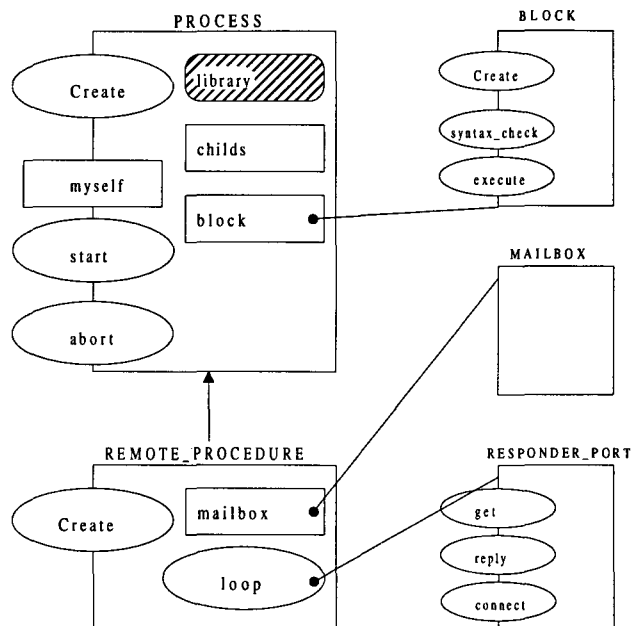 PROCESS
Create
library
childs
myself
block
start
abort
BLOCK
Create
syntax_check
execute
MAILBOX
REMOTE_PROCEDURE
Create
mailbox
loop
RESPONDER_PORT
get
reply
connect